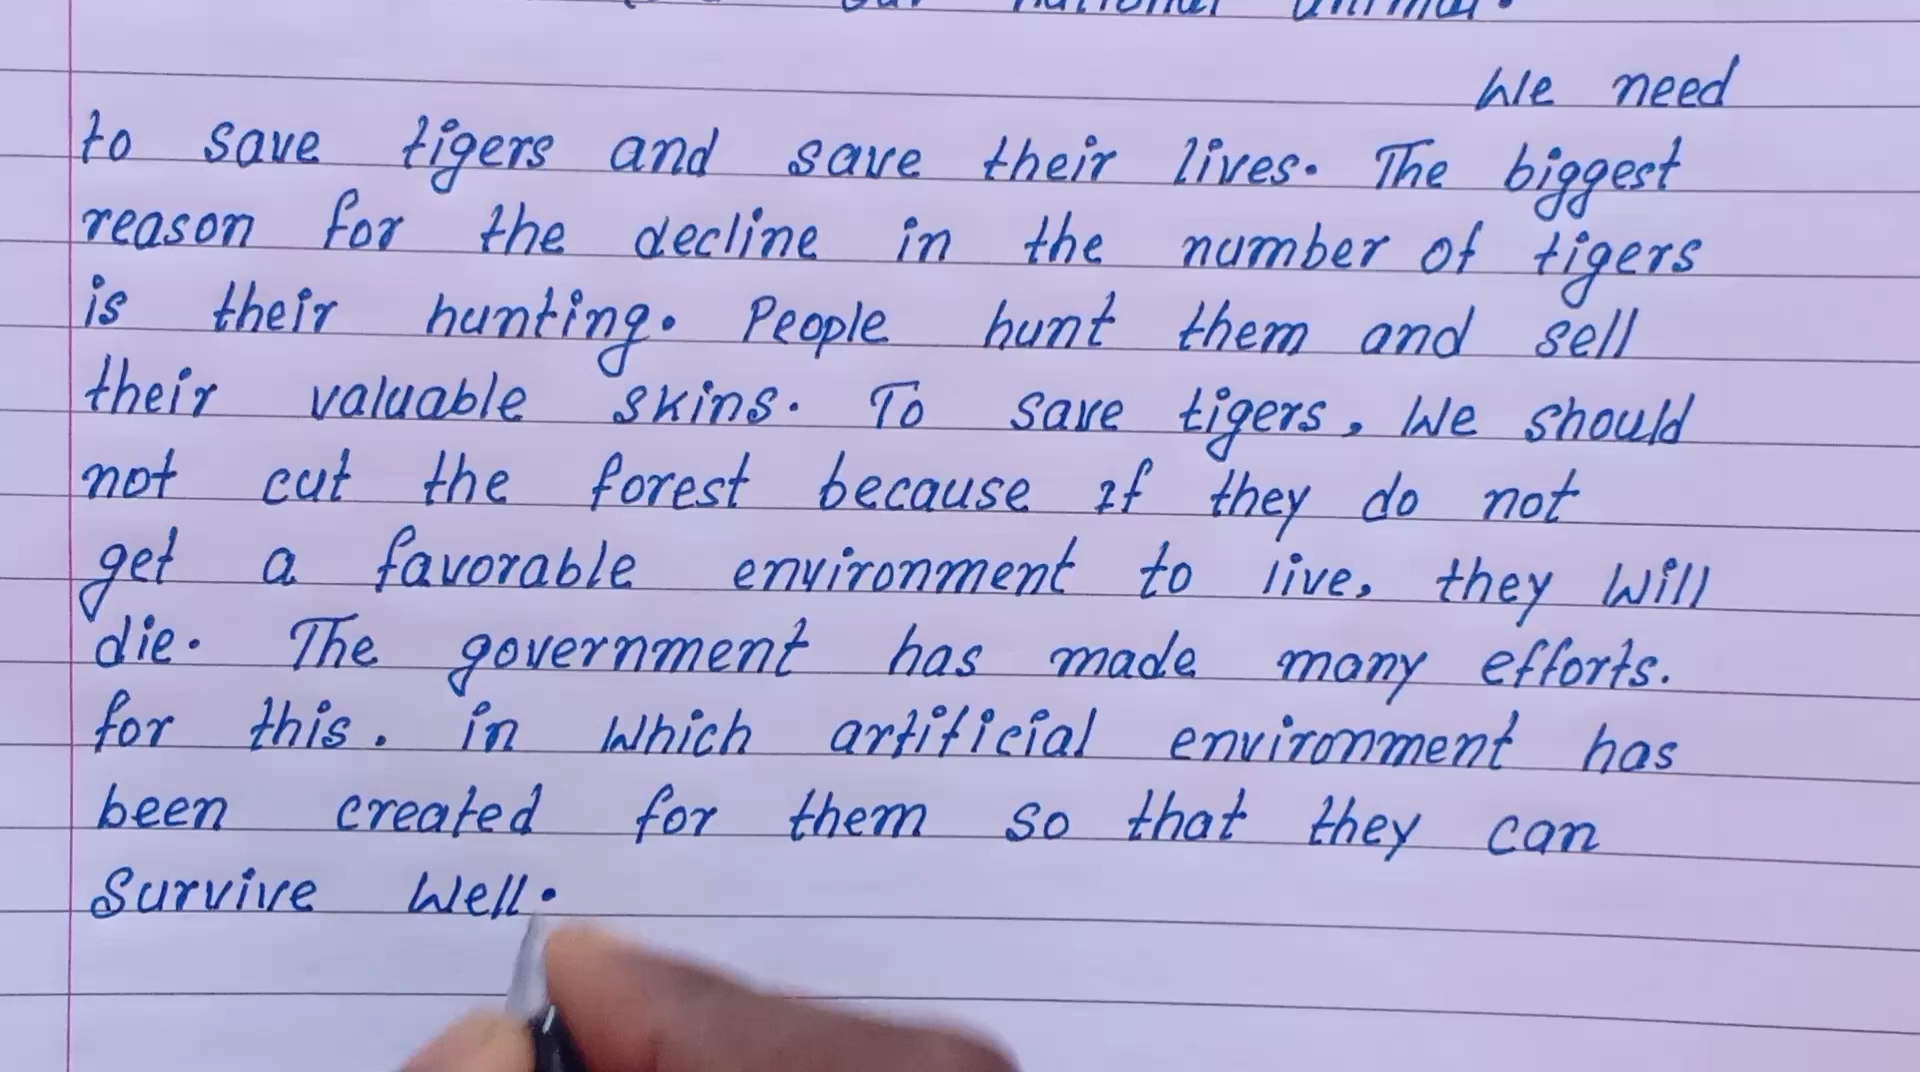 our national animal.
We need
to save tigers and save their lives. The biggest
reason for the decline in the number of tigers
is their hunting. People hunt them and sell
their valuable skins. To save tigers, We should
not cut the forest because if they do not
get a favorable environment to live, they Will
die. The government has made many efforts.
for this. in Which artificial environment has
been created for them so that they can
Survive Well.